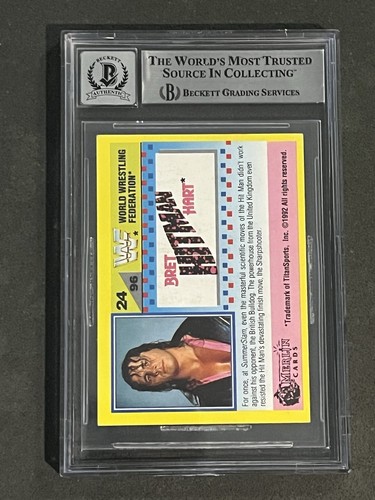 BECKETT
AUTHENTIC
THE WORLD'S MOST TRUSTED
SOURCE IN COLLECTING™
BECKETT GRADING SERVICES
24
96
WORLD WRESTLING
FEDERATION*
BRET
HITMAN
HART*
For once, at SummerSlam, even the masterful scientific moves of the Hit Man didn't work
against his opponent, the British Bulldog. The powerhouse from the United Kingdom even
resisted the Hit Man's devastating finish move, the Sharpshooter.
MERLIN
CARDS
*Trademark of TitanSports, Inc. ©1992 All rights reserved.